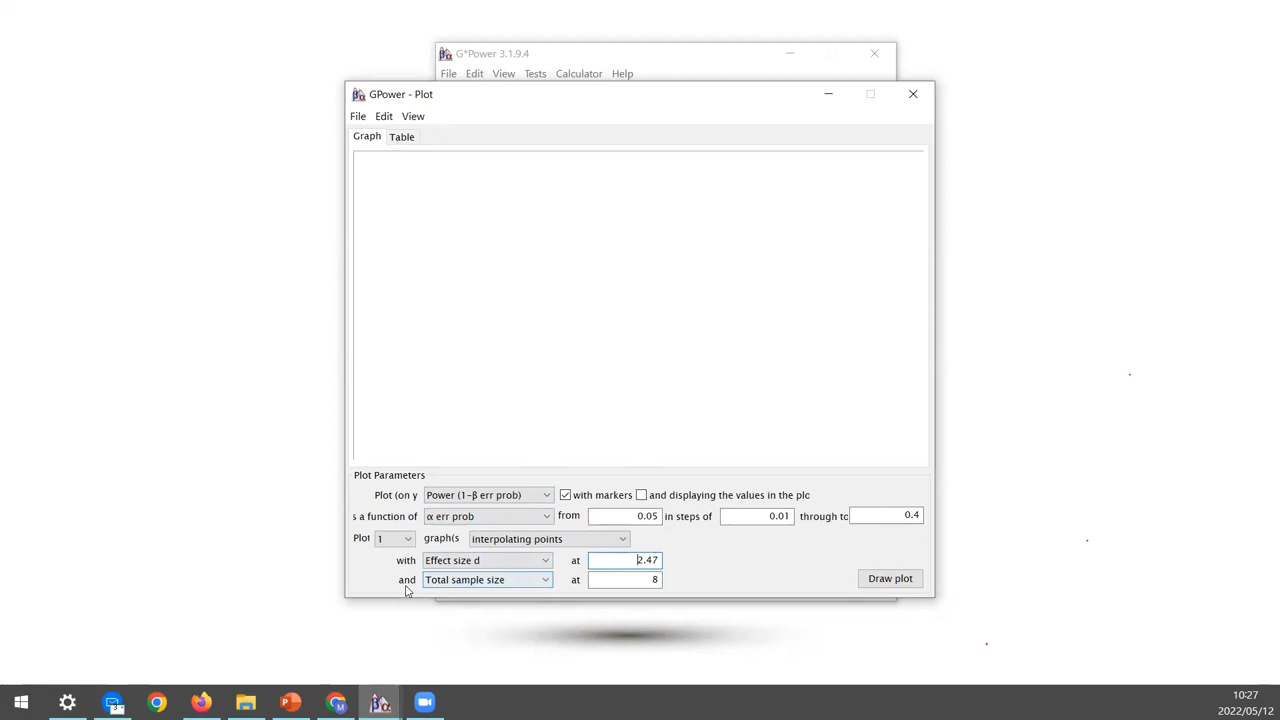 G*Power 3.1.9.4
File Edit View Tests Calculator Help
GPower - Plot
File Edit View
Graph Table
Plot Parameters
Plot (on y Power (1-β err prob) with markers and displaying the values in the plo
s a function of α err prob from 0.05 in steps of 0.01 through to 0.4
Plot 1 graph(s interpolating points
with Effect size d at 2.47
and Total sample size at 8 Draw plot
3
10:27
2022/05/12